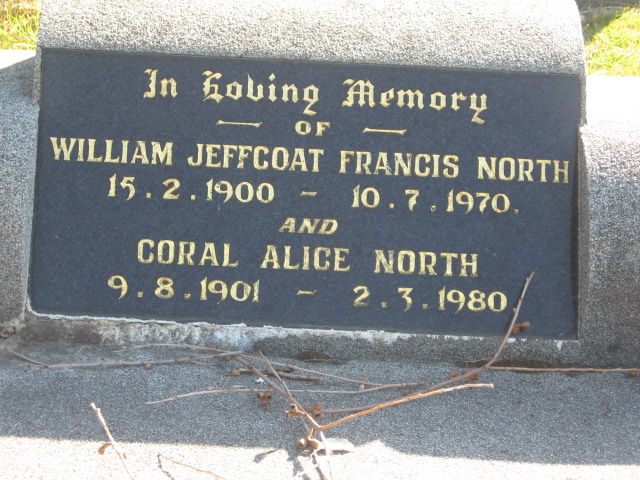 In Loving Memory
— OF —
WILLIAM JEFFCOAT FRANCIS NORTH
15.2.1900 – 10.7.1970.
AND
CORAL ALICE NORTH
9.8.1901 – 2.3.1980